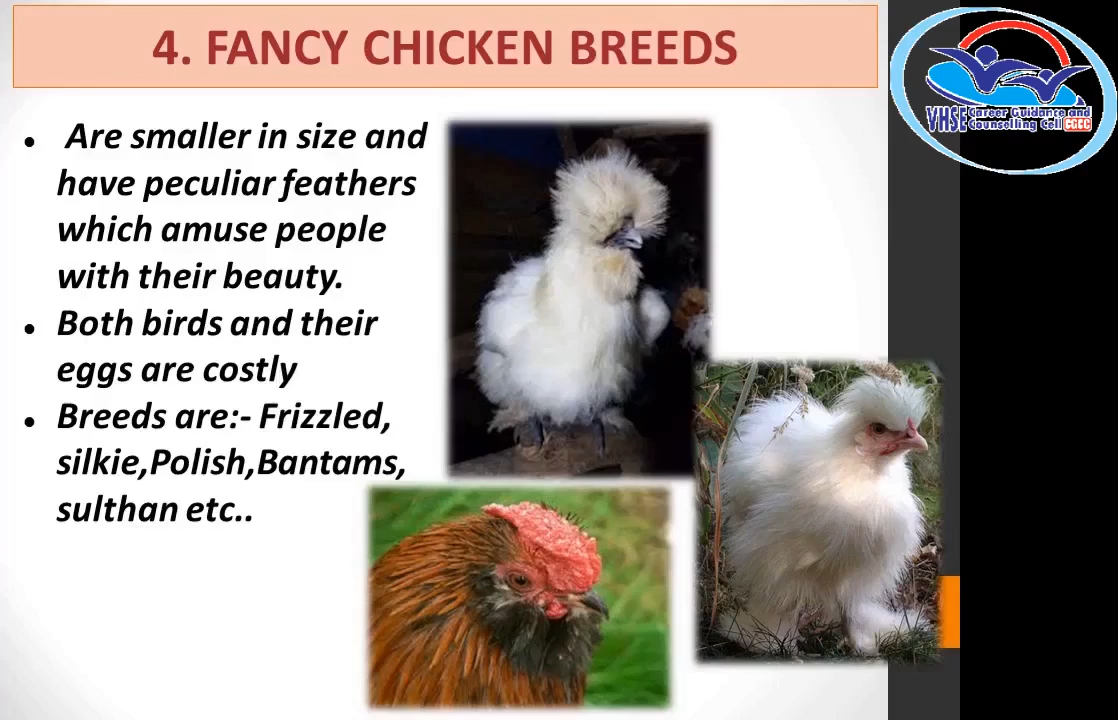 4. FANCY CHICKEN BREEDS
Are smaller in size and
have peculiar feathers
which amuse people
with their beauty.
Both birds and their
eggs are costly
Breeds are:- Frizzled,
silkie,Polish,Bantams,
sulthan etc..
VHSE Career Guidance and
Counselling Cell CGCC